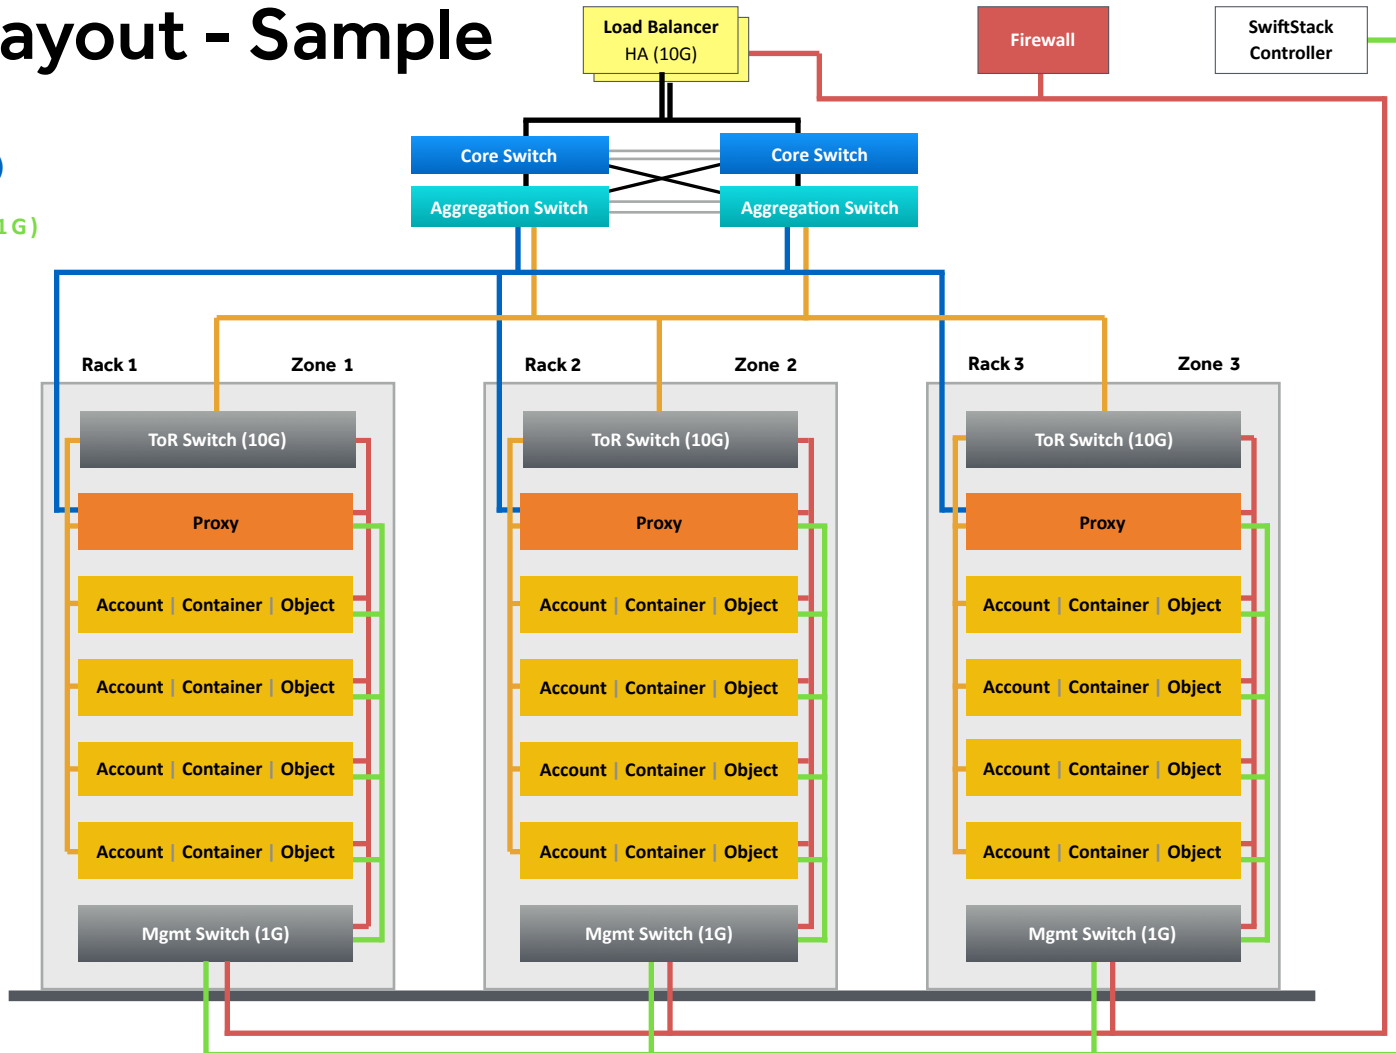 ayout - Sample
Load Balancer
HA (10G)
Firewall
SwiftStack
Controller
)
1G)
Core Switch
Core Switch
Aggregation Switch
Aggregation Switch
Rack 1
Zone 1
Rack 2
Zone 2
Rack 3
Zone 3
ToR Switch (10G)
ToR Switch (10G)
ToR Switch (10G)
Proxy
Proxy
Proxy
Account | Container | Object
Account | Container | Object
Account | Container | Object
Account | Container | Object
Account | Container | Object
Account | Container | Object
Account | Container | Object
Account | Container | Object
Account | Container | Object
Account | Container | Object
Account | Container | Object
Account | Container | Object
Mgmt Switch (1G)
Mgmt Switch (1G)
Mgmt Switch (1G)